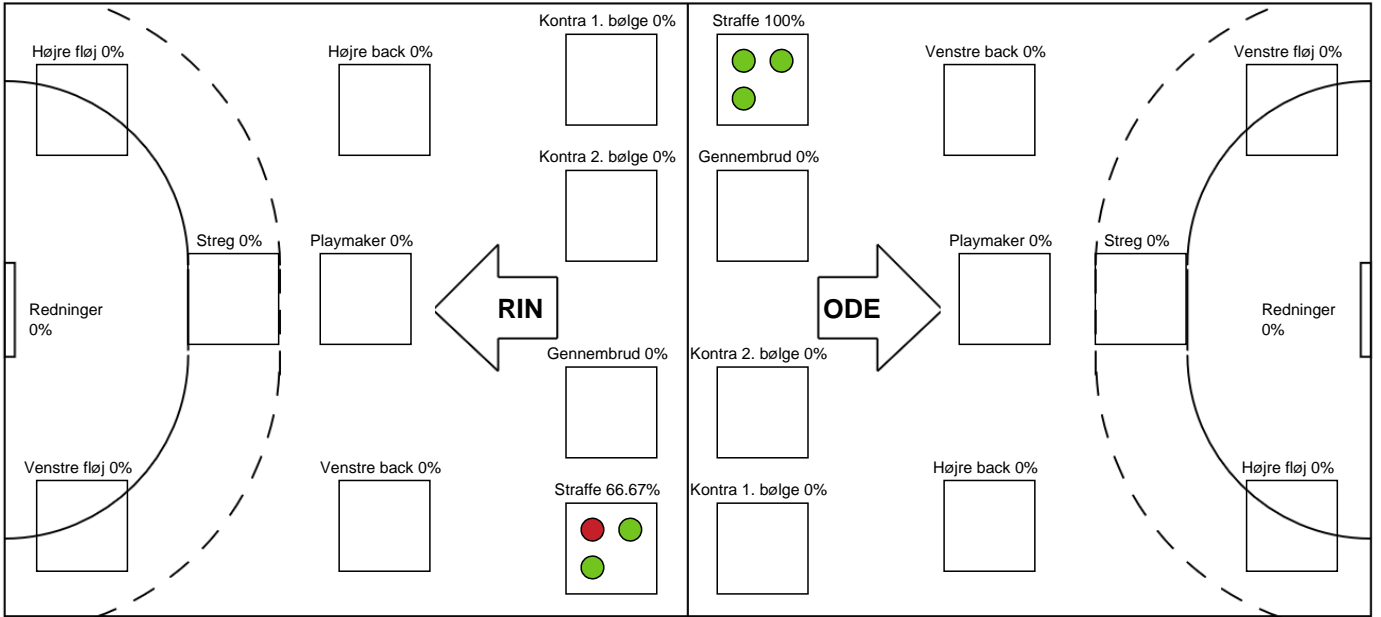 Kontra 1. bølge 0%
Straffe 100%
Højre fløj 0%
Højre back 0%
Venstre back 0%
Venstre fløj 0%
Kontra 2. bølge 0%
Gennembrud 0%
Streg 0%
Playmaker 0%
Playmaker 0%
Streg 0%
Redninger
0%
RIN
ODE
Redninger
0%
Gennembrud 0%
Kontra 2. bølge 0%
Venstre fløj 0%
Venstre back 0%
Højre back 0%
Højre fløj 0%
Straffe 66.67%
Kontra 1. bølge 0%